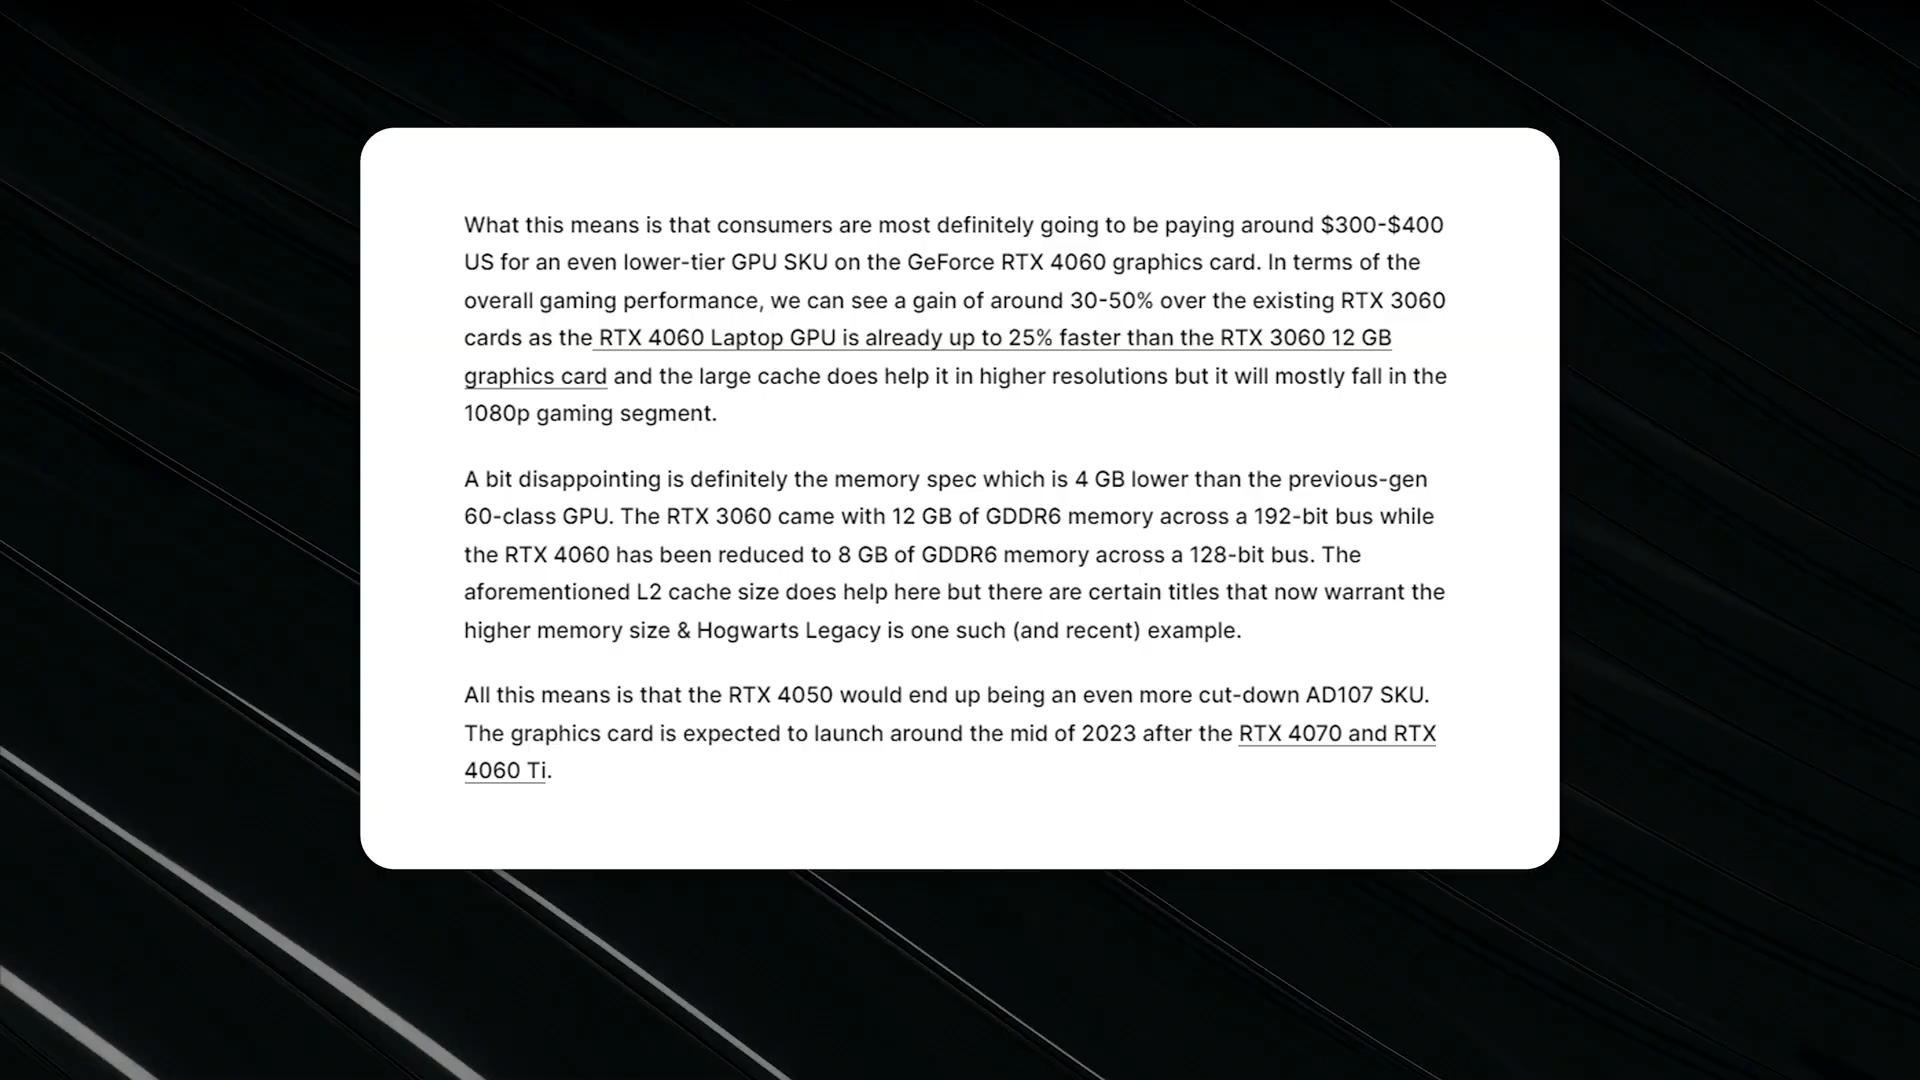 What this means is that consumers are most definitely going to be paying around $300-$400
US for an even lower-tier GPU SKU on the GeForce RTX 4060 graphics card. In terms of the
overall gaming performance, we can see a gain of around 30-50% over the existing RTX 3060
cards as the RTX 4060 Laptop GPU is already up to 25% faster than the RTX 3060 12 GB
graphics card and the large cache does help it in higher resolutions but it will mostly fall in the
1080p gaming segment.
A bit disappointing is definitely the memory spec which is 4 GB lower than the previous-gen
60-class GPU. The RTX 3060 came with 12 GB of GDDR6 memory across a 192-bit bus while
the RTX 4060 has been reduced to 8 GB of GDDR6 memory across a 128-bit bus. The
aforementioned L2 cache size does help here but there are certain titles that now warrant the
higher memory size & Hogwarts Legacy is one such (and recent) example.
All this means is that the RTX 4050 would end up being an even more cut-down AD107 SKU.
The graphics card is expected to launch around the mid of 2023 after the RTX 4070 and RTX
4060 Ti.